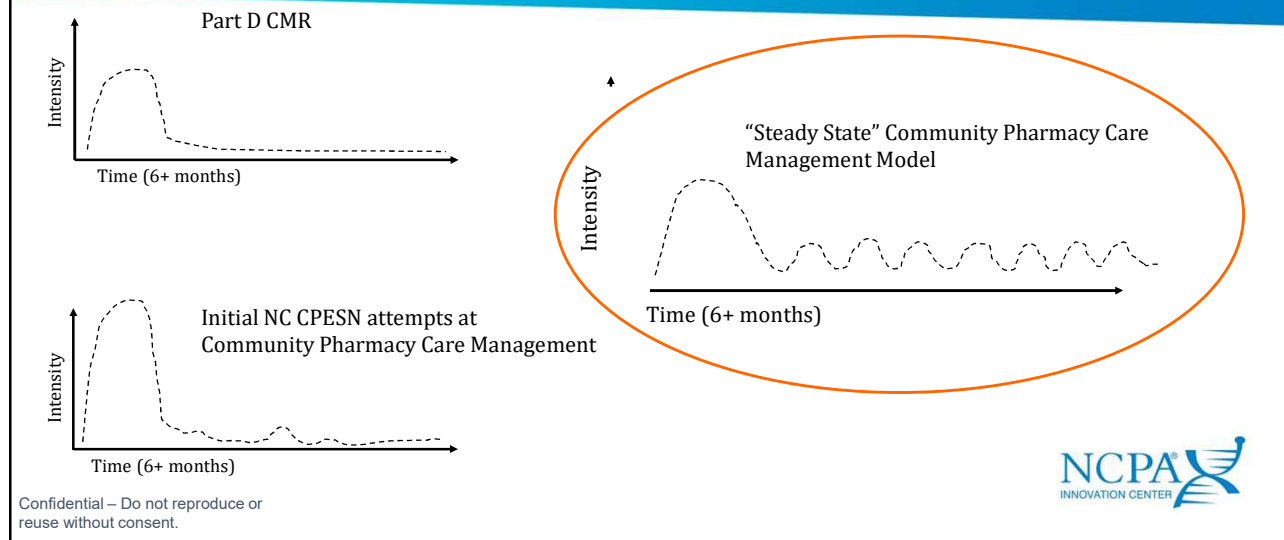 Part D CMR
Intensity
Time (6+ months)
Initial NC CPESN attempts at
Community Pharmacy Care Management
Intensity
Time (6+ months)
“Steady State” Community Pharmacy Care
Management Model
Intensity
Time (6+ months)
Confidential – Do not reproduce or
reuse without consent.
NCPA®
INNOVATION CENTER